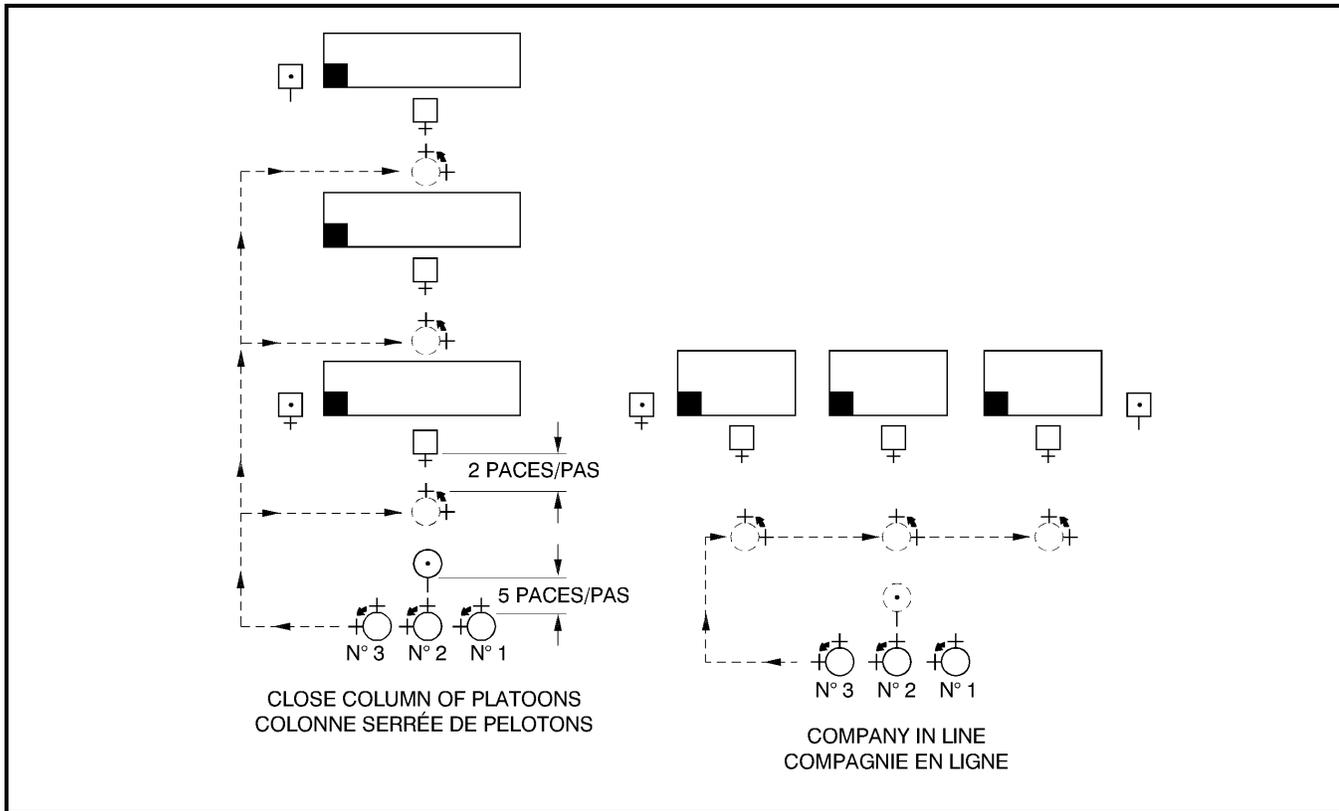 2 PACES/PAS
5 PACES/PAS
N° 3 N° 2 N° 1
CLOSE COLUMN OF PLATOONS
COLONNE SERRÉE DE PELOTONS
N° 3 N° 2 N° 1
COMPANY IN LINE
COMPAGNIE EN LIGNE